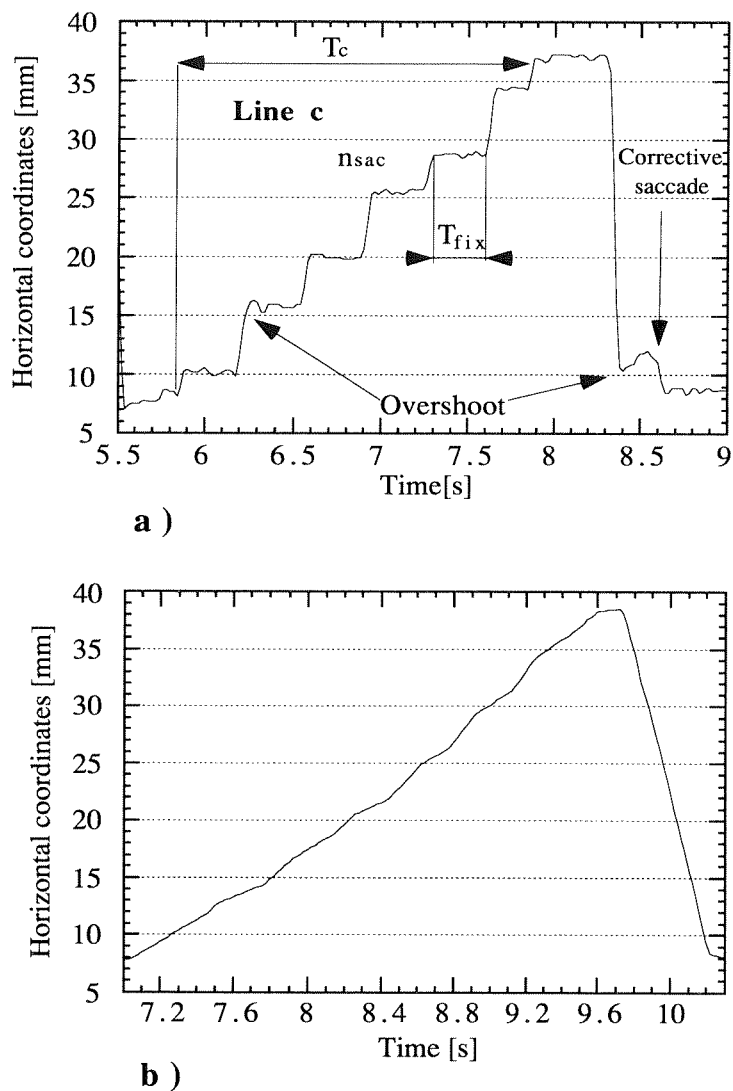 40
35
30
25
20
15
10
5
Horizontal coordinates [mm]
Tc
Line c
nsac
Tfix
Corrective
saccade
Overshoot
5.5 6 6.5 7 7.5 8 8.5 9
Time[s]
a )
40
35
30
25
20
15
10
5
Horizontal coordinates [mm]
7.2 7.6 8 8.4 8.8 9.2 9.6 10
Time [s]
b )